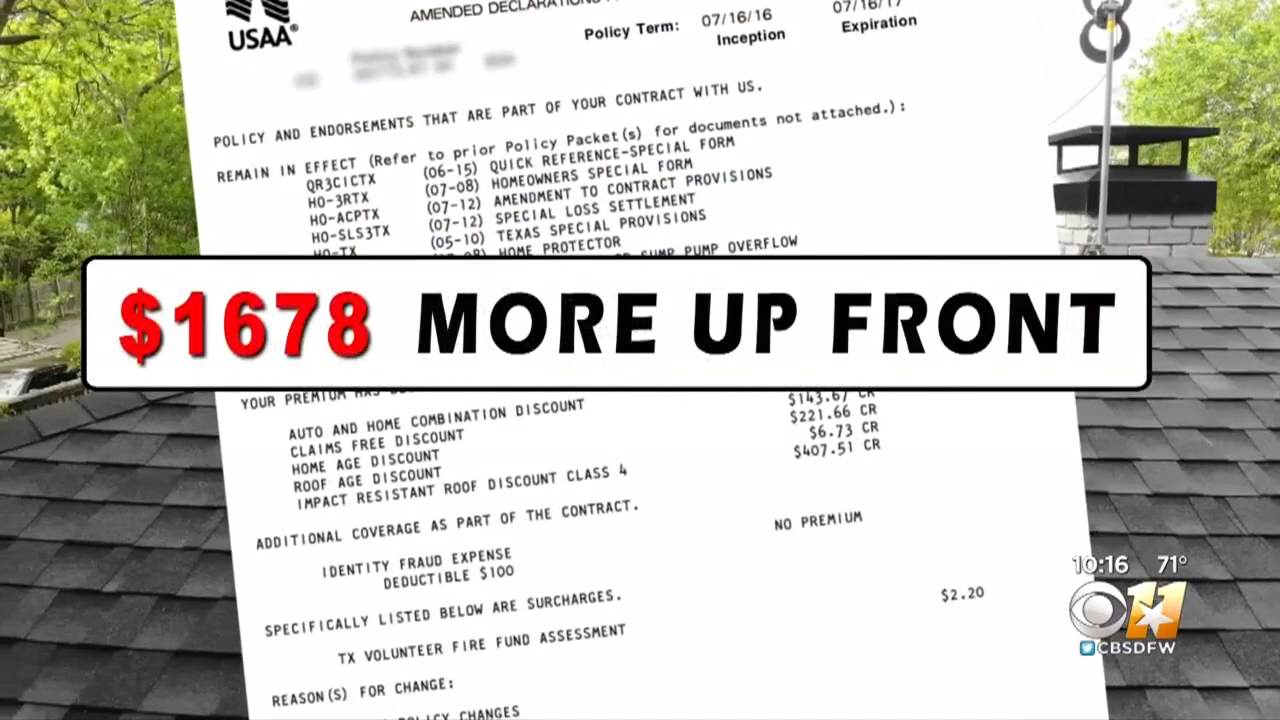 USAA®
AMENDED DECLARATIONS
Policy Term: 07/16/16 07/16/17
Inception Expiration
POLICY AND ENDORSEMENTS THAT ARE PART OF YOUR CONTRACT WITH US.
REMAIN IN EFFECT (Refer to prior Policy Packet(s) for documents not attached.):
QR3CICTX (06-15) QUICK REFERENCE-SPECIAL FORM
HO-3RTX (07-08) HOMEOWNERS SPECIAL FORM
HO-ACPTX (07-12) AMENDMENT TO CONTRACT PROVISIONS
HO-SLS3TX (07-12) SPECIAL LOSS SETTLEMENT
HO-TX (05-10) TEXAS SPECIAL PROVISIONS
HOME PROTECTOR
SUMP PUMP OVERFLOW
$1678 MORE UP FRONT
YOUR PREMIUM HAS
AUTO AND HOME COMBINATION DISCOUNT $143.67 CR
CLAIMS FREE DISCOUNT $221.66 CR
HOME AGE DISCOUNT $6.73 CR
ROOF AGE DISCOUNT $407.51 CR
IMPACT RESISTANT ROOF DISCOUNT CLASS 4
ADDITIONAL COVERAGE AS PART OF THE CONTRACT.
IDENTITY FRAUD EXPENSE NO PREMIUM
DEDUCTIBLE $100
SPECIFICALLY LISTED BELOW ARE SURCHARGES.
TX VOLUNTEER FIRE FUND ASSESSMENT $2.20
REASON(S) FOR CHANGE:
POLICY CHANGES
10:16 71°
11
CBSDFW